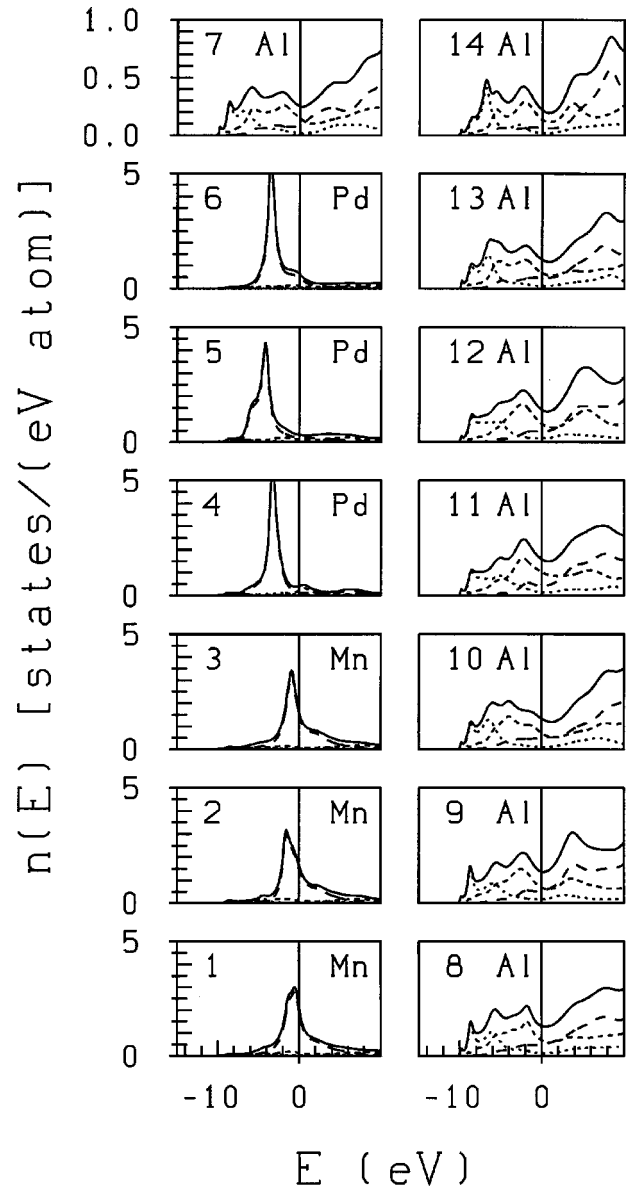 1.0
0.5
0.0
7 Al
14 Al
5
0
6 Pd
13 Al
5
0
5 Pd
12 Al
5
0
4 Pd
11 Al
5
0
3 Mn
10 Al
5
0
2 Mn
9 Al
5
0
1 Mn
8 Al
-10 0
-10 0
E (eV)
n(E) [states/(eV atom)]